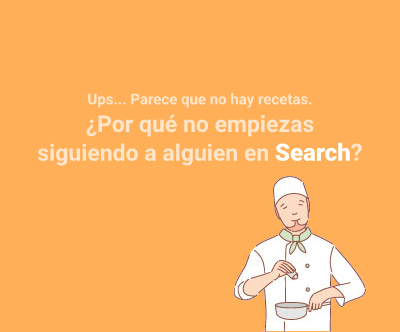 Ups... Parece que no hay recetas.
¿Por qué no empiezas
siguiendo a alguien en Search?